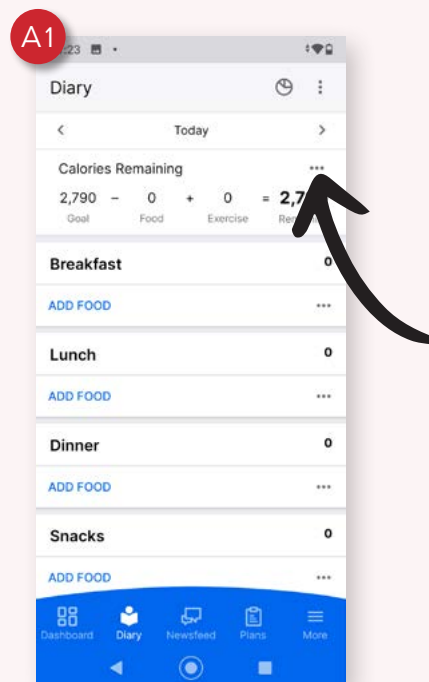 A1
:23
Diary
Today
Calories Remaining
2,790 - 0 + 0 = 2,7
Goal Food Exercise
Breakfast 0
ADD FOOD
Lunch 0
ADD FOOD
Dinner 0
ADD FOOD
Snacks 0
ADD FOOD
Dashboard Diary Newsfeed Plans More